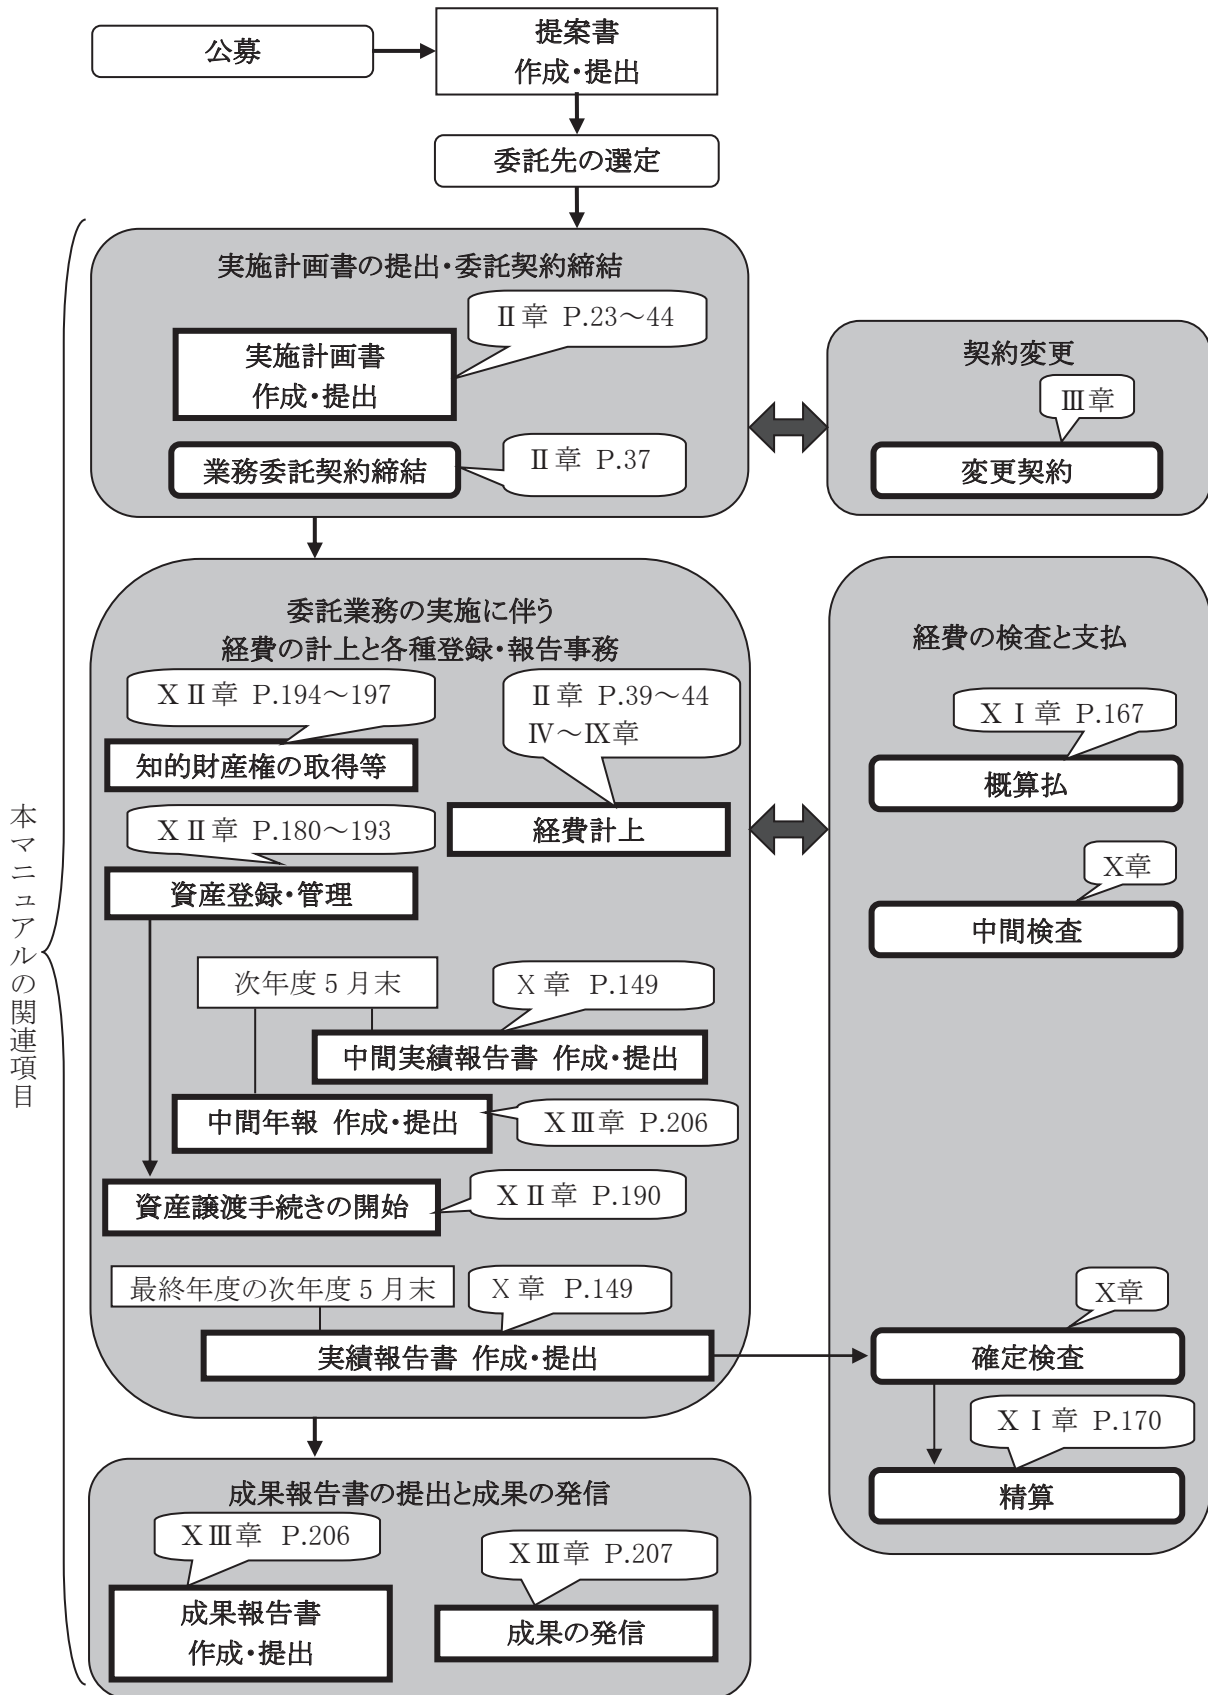 公募
提案書
作成・提出
委託先の選定
実施計画書の提出・委託契約締結
Ⅱ章 P.23～44
実施計画書
作成・提出
Ⅱ章 P.37
業務委託契約締結
契約変更
Ⅲ章
変更契約
委託業務の実施に伴う
経費の計上と各種登録・報告事務
ⅩⅡ章 P.194～197
知的財産権の取得等
Ⅱ章 P.39～44
Ⅳ～Ⅸ章
経費計上
ⅩⅡ章 P.180～193
資産登録・管理
次年度5月末
Ⅹ章 P.149
中間実績報告書 作成・提出
中間年報 作成・提出
ⅩⅢ章 P.206
資産譲渡手続きの開始
ⅩⅡ章 P.190
最終年度の次年度5月末
Ⅹ章 P.149
実績報告書 作成・提出
経費の検査と支払
ⅩⅠ章 P.167
概算払
Ⅹ章
中間検査
Ⅹ章
確定検査
ⅩⅠ章 P.170
精算
成果報告書の提出と成果の発信
ⅩⅢ章 P.206
成果報告書
作成・提出
ⅩⅢ章 P.207
成果の発信
本マニュアルの関連項目